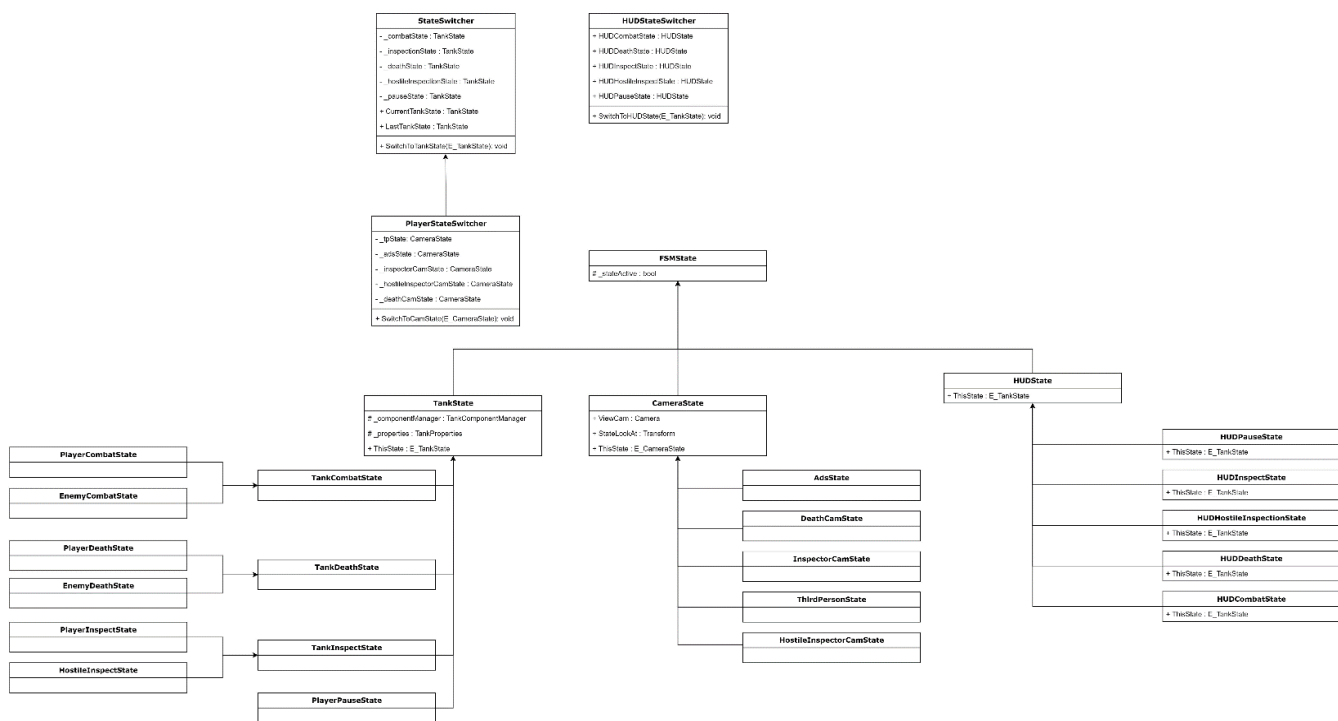 StateSwitcher
- _combatState : TankState
- _inspectionState : TankState
- _deathState : TankState
- _hostileInspectionState : TankState
- _pauseState : TankState
+ CurrentTankState : TankState
+ LastTankState : TankState
+ SwitchToTankState(E_TankState): void
HUDStateSwitcher
+ HUDCombatState : HUDState
+ HUDDeathState : HUDState
+ HUDInspectState : HUDState
+ HUDHostileInspectState : HUDState
+ HUDPauseState : HUDState
+ SwitchToHUDState(E_TankState): void
PlayerStateSwitcher
- _tpState: CameraState
- _adsState : CameraState
- _inspectorCamState : CameraState
- _hostileInspectorCamState : CameraState
- _deathCamState : CameraState
+ SwitchToCamState(E_CameraState): void
FSMState
# _stateActive : bool
TankState
# _componentManager : TankComponentManager
# _properties : TankProperties
+ ThisState : E_TankState
CameraState
+ ViewCam : Camera
+ StateLookAt : Transform
+ ThisState : E_CameraState
HUDState
+ ThisState : E_TankState
PlayerCombatState
EnemyCombatState
TankCombatState
PlayerDeathState
EnemyDeathState
TankDeathState
PlayerInspectState
HostileInspectState
TankInspectState
PlayerPauseState
AdsState
DeathCamState
InspectorCamState
ThirdPersonState
HostileInspectorCamState
HUDPauseState
+ ThisState : E_TankState
HUDInspectState
+ ThisState : E_TankState
HUDHostileInspectionState
+ ThisState : E_TankState
HUDDeathState
+ ThisState : E_TankState
HUDCombatState
+ ThisState : E_TankState